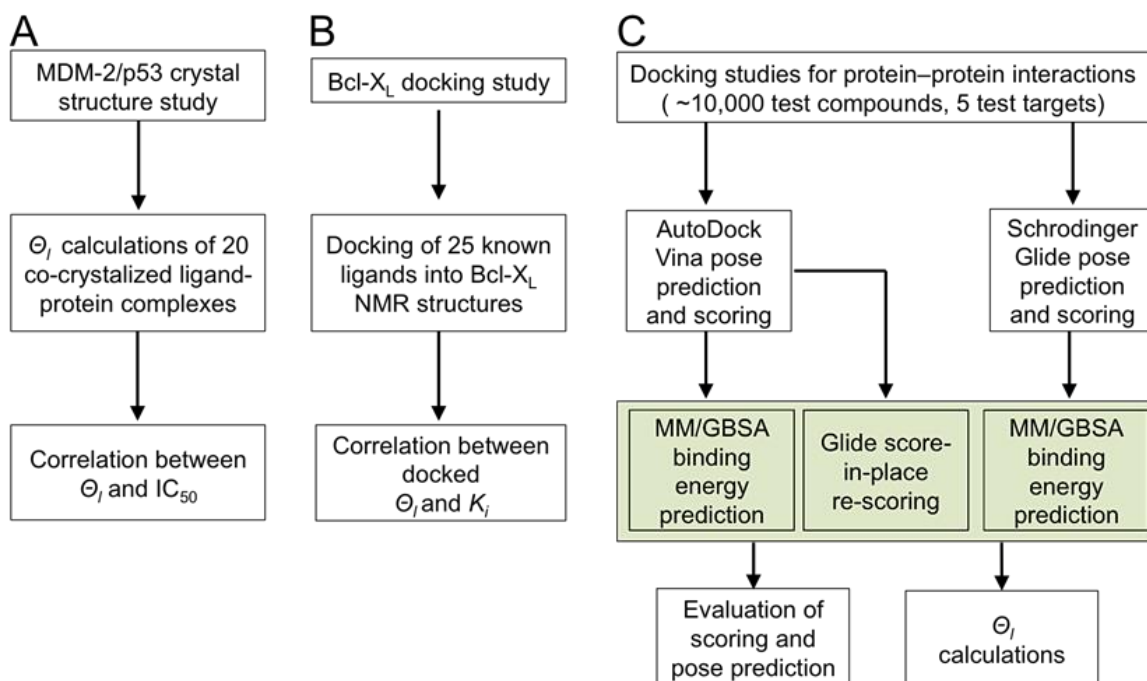 A
MDM-2/p53 crystal
structure study
ΘI calculations of 20
co-crystalized ligand-
protein complexes
Correlation between
ΘI and IC50
B
Bcl-XL docking study
Docking of 25 known
ligands into Bcl-XL
NMR structures
Correlation between
docked
ΘI and Ki
C
Docking studies for protein–protein interactions
( ~10,000 test compounds, 5 test targets)
AutoDock
Vina pose
prediction
and scoring
Schrodinger
Glide pose
prediction
and scoring
MM/GBSA
binding
energy
prediction
Glide score-
in-place
re-scoring
MM/GBSA
binding
energy
prediction
Evaluation of
scoring and
pose prediction
ΘI
calculations